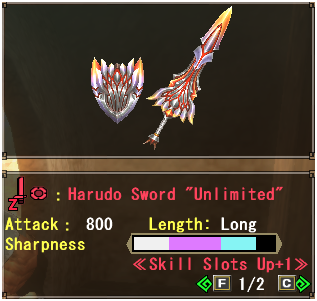 Z : Harudo Sword "Unlimited"
Attack : 800 Length: Long
Sharpness
≪Skill Slots Up+1≫
F 1/2 C